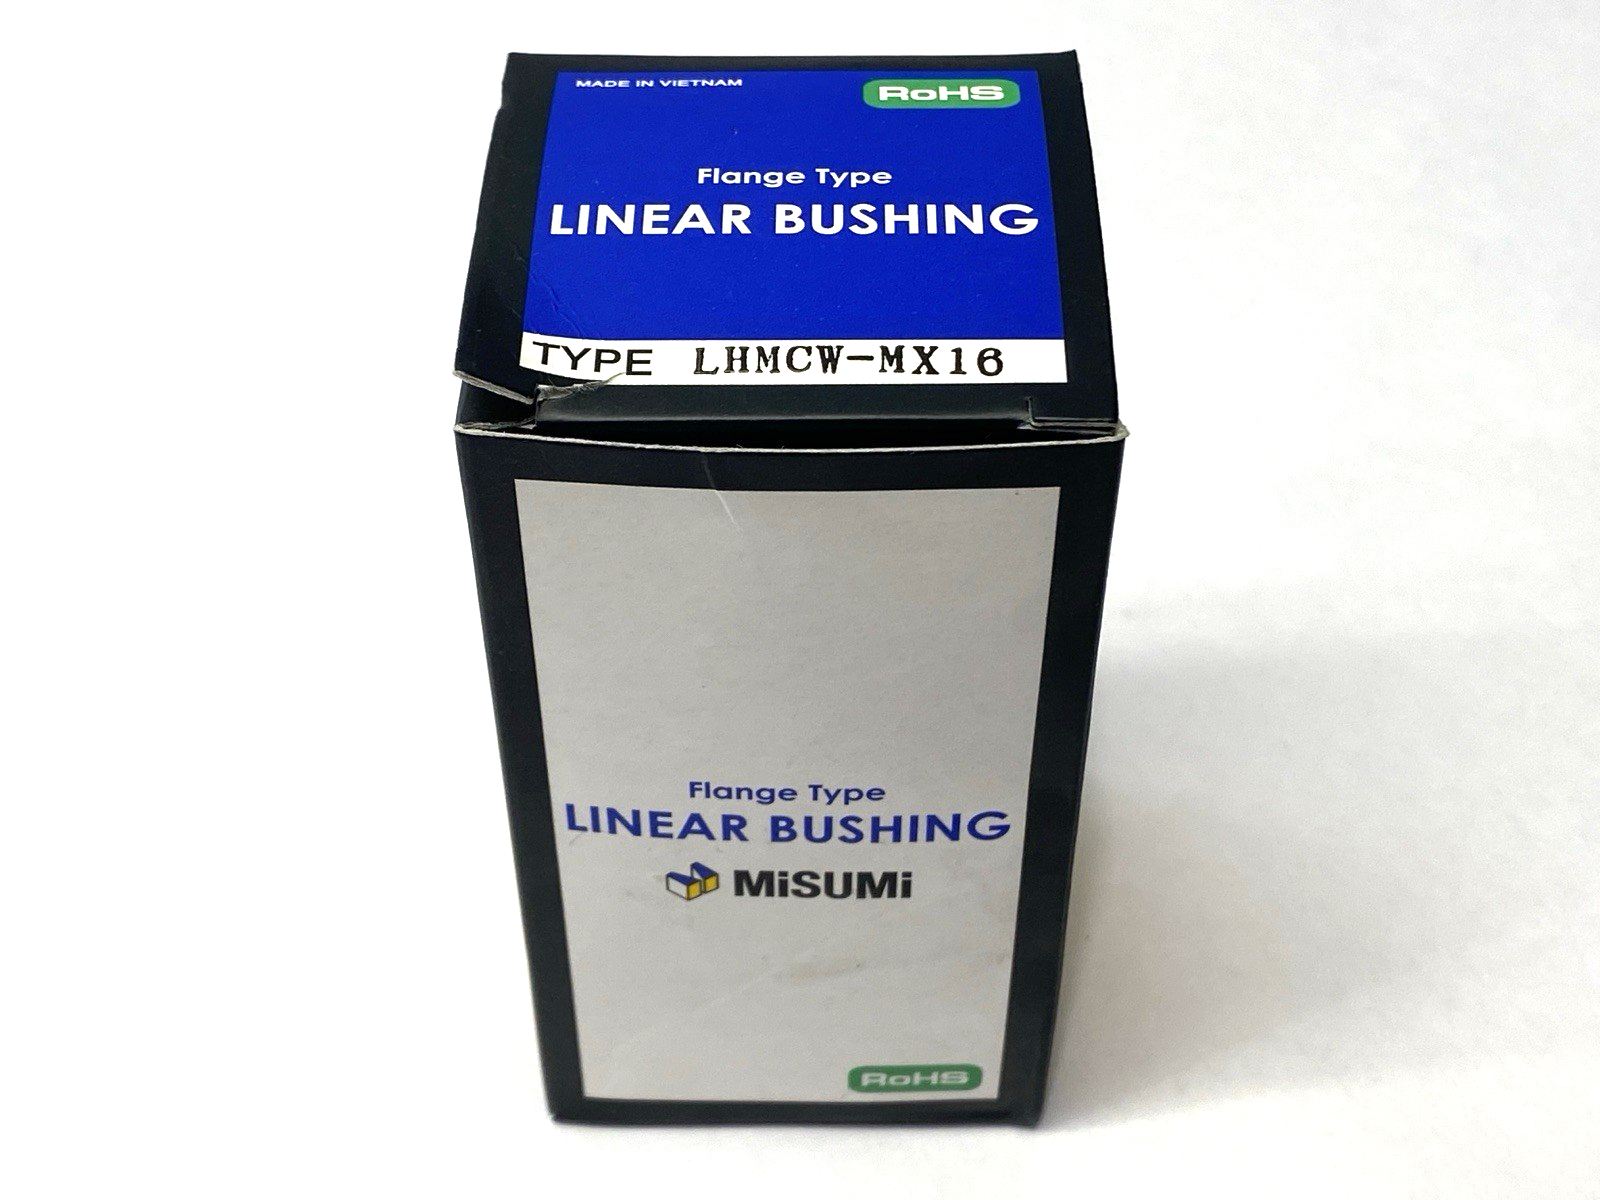 MADE IN VIETNAM
RoHS
Flange Type
LINEAR BUSHING
TYPE LHMCW-MX16
Flange Type
LINEAR BUSHING
MiSUMi
RoHS